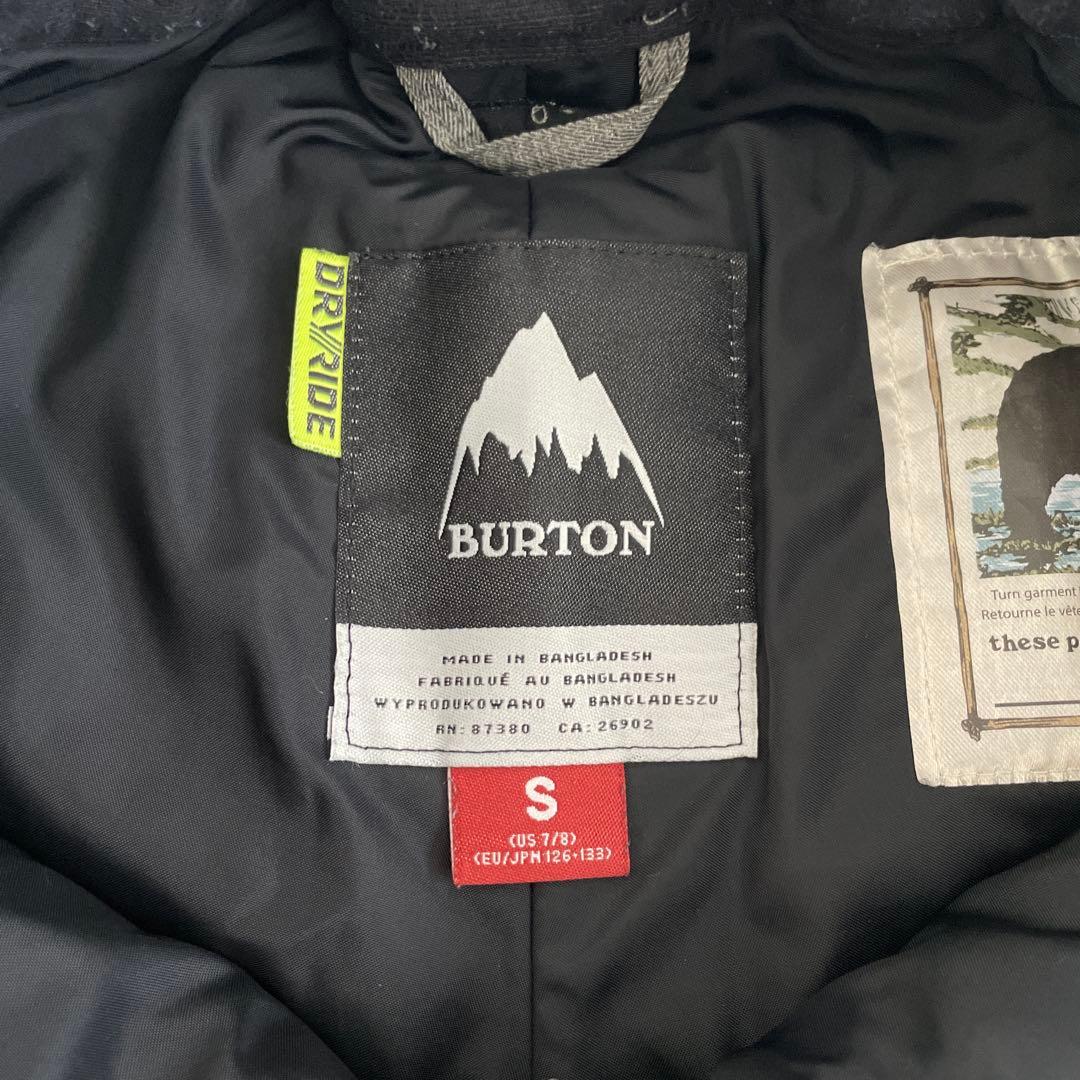 DRY//RIDE
BURTON
MADE IN BANGLADESH
FABRIQUÉ AU BANGLADESH
WYPRODUKOWANO W BANGLADESZU
RN: 87380 CA: 26902
S
(US 7/8)
(EU/JPN 126-133)
Turn garment
Retourne le
these